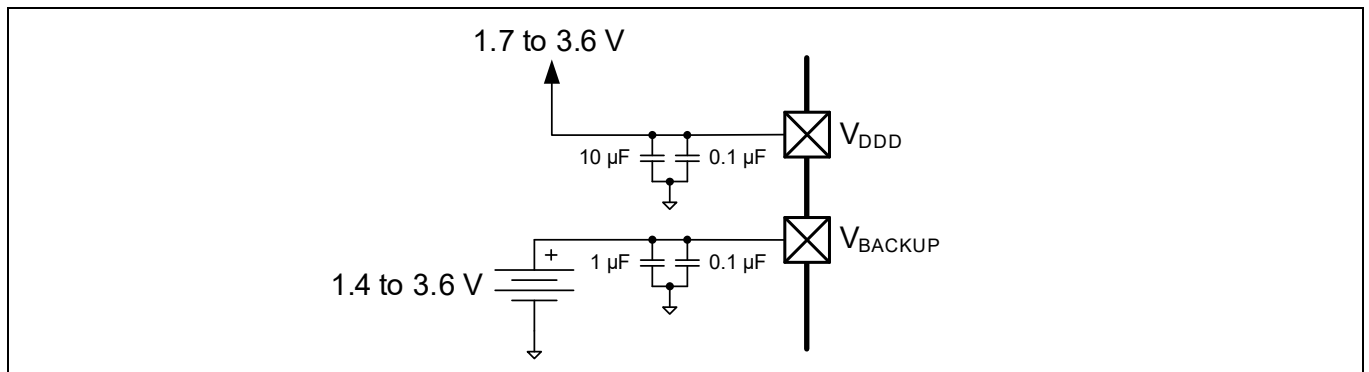 1.7 to 3.6 V
10 µF 0.1 µF VDDD
1 µF 0.1 µF VBACKUP
+
1.4 to 3.6 V